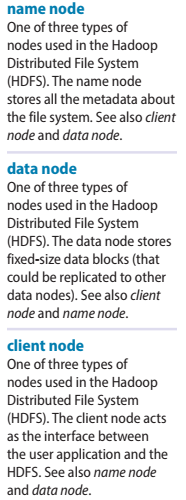 name node
One of three types of
nodes used in the Hadoop
Distributed File System
(HDFS). The name node
stores all the metadata about
the file system. See also client
node and data node.
data node
One of three types of
nodes used in the Hadoop
Distributed File System
(HDFS). The data node stores
fixed-size data blocks (that
could be replicated to other
data nodes). See also client
node and name node.
client node
One of three types of
nodes used in the Hadoop
Distributed File System
(HDFS). The client node acts
as the interface between
the user application and the
HDFS. See also name node
and data node.